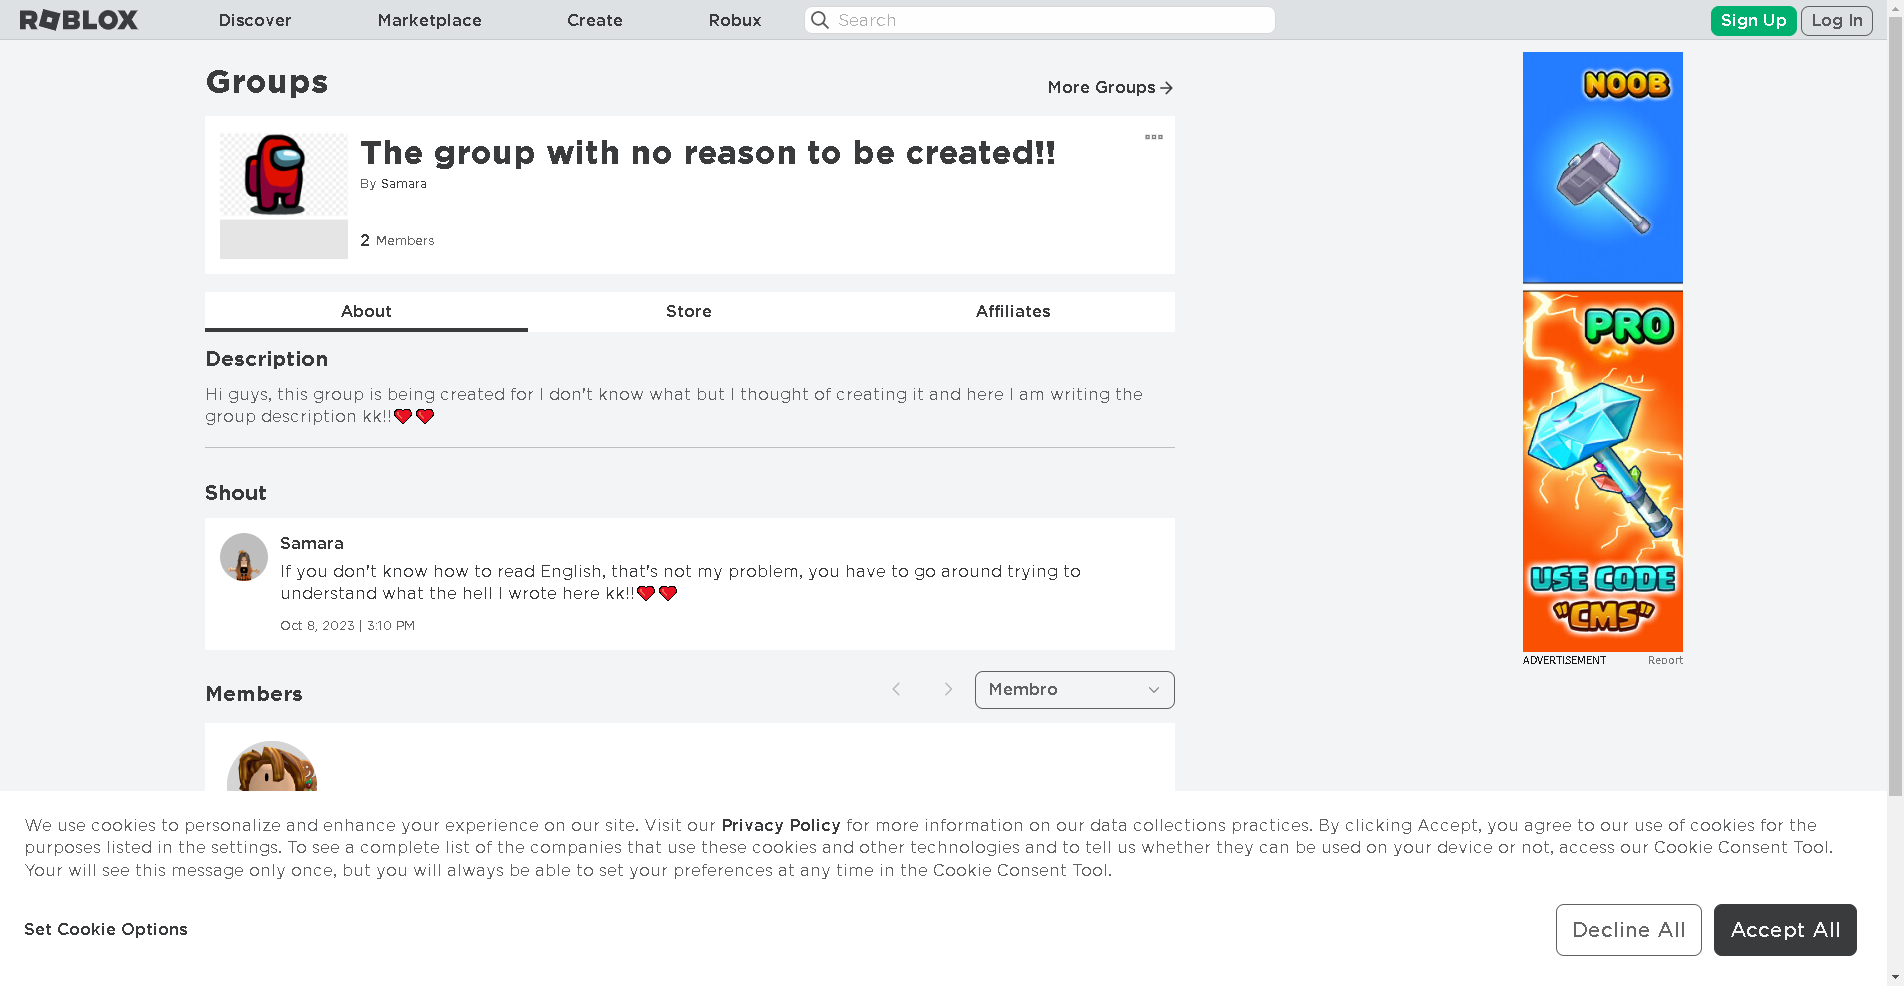 ROBLOX
Discover
Marketplace
Create
Robux
Search
Sign Up
Log In
Groups
More Groups
The group with no reason to be created!!
By Samara
2 Members
About
Store
Affiliates
Description
Hi guys, this group is being created for I don't know what but I thought of creating it and here I am writing the
group description kk!!❤️❤️
Shout
Samara
If you don't know how to read English, that's not my problem, you have to go around trying to
understand what the hell I wrote here kk!!❤️❤️
Oct 8, 2023 | 3:10 PM
Members
Membro
NOOB
PRO
USE CODE
"CMS"
ADVERTISEMENT
Report
We use cookies to personalize and enhance your experience on our site. Visit our Privacy Policy for more information on our data collections practices. By clicking Accept, you agree to our use of cookies for the
purposes listed in the settings. To see a complete list of the companies that use these cookies and other technologies and to tell us whether they can be used on your device or not, access our Cookie Consent Tool.
Your will see this message only once, but you will always be able to set your preferences at any time in the Cookie Consent Tool.
Set Cookie Options
Decline All
Accept All